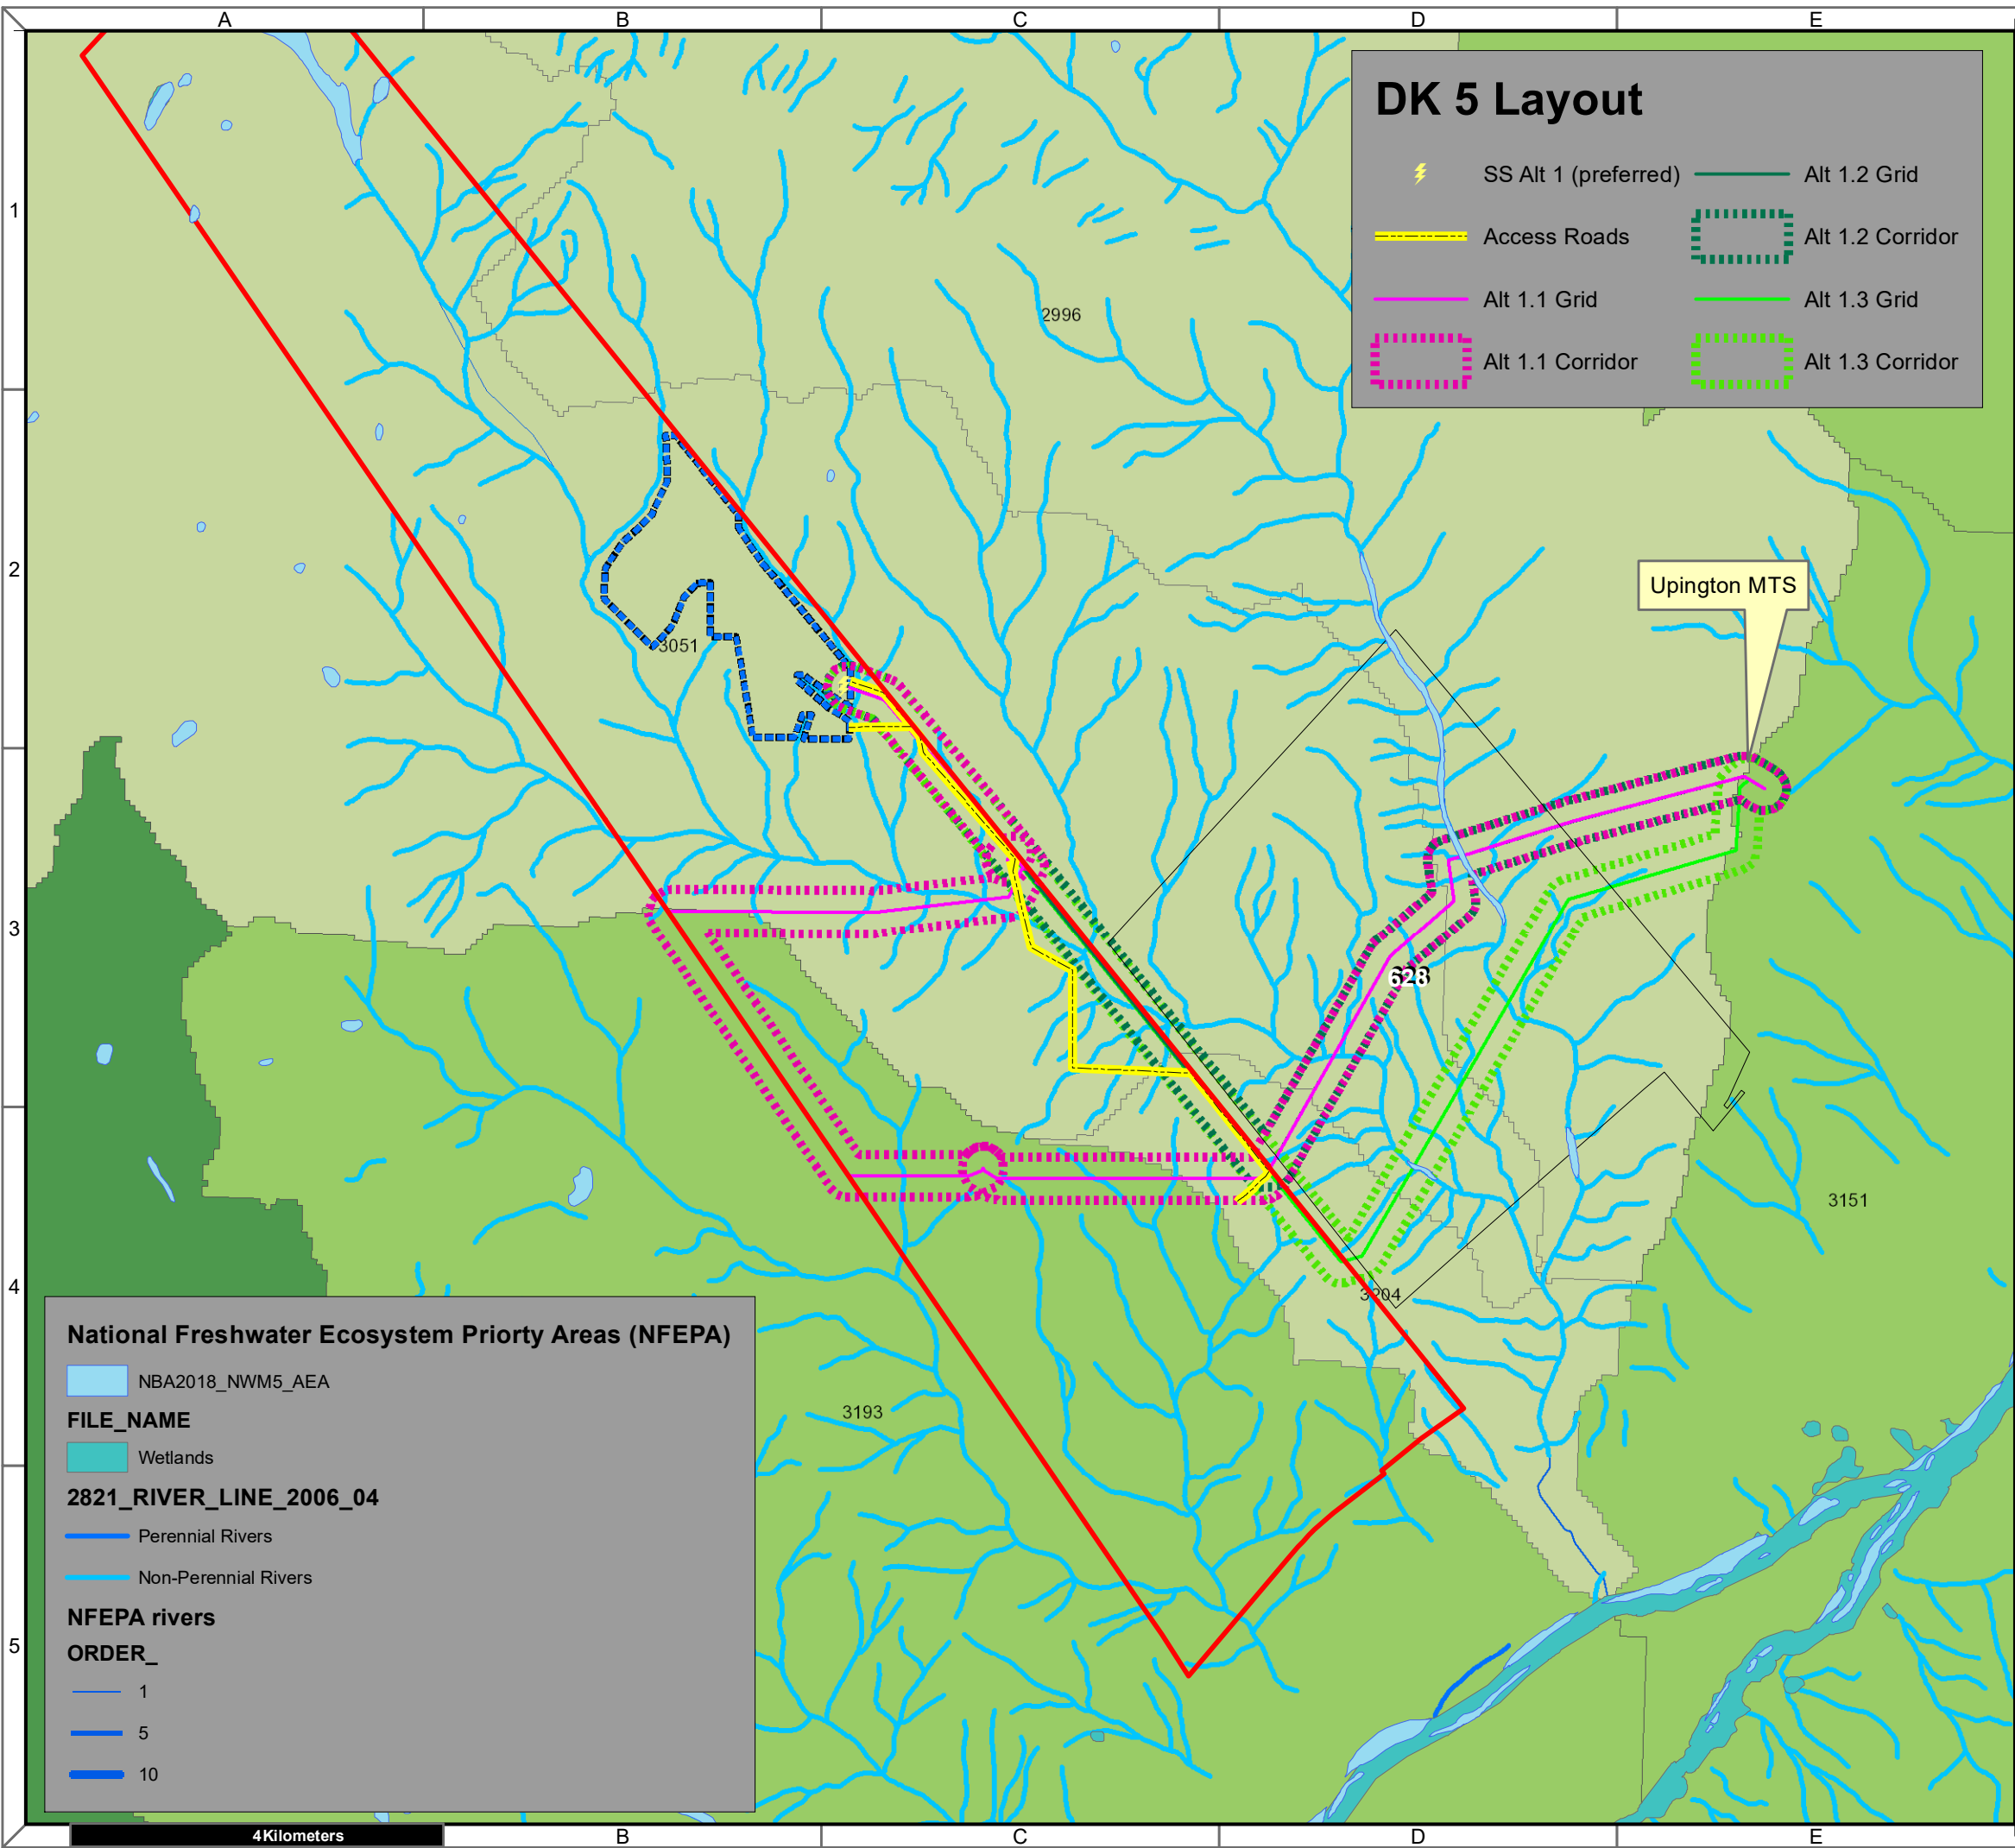 A B C D E
DK 5 Layout
SS Alt 1 (preferred) Alt 1.2 Grid
Access Roads Alt 1.2 Corridor
Alt 1.1 Grid Alt 1.3 Grid
Alt 1.1 Corridor Alt 1.3 Corridor
1
2996
2
Upington MTS
3051
3
628
3151
4
3204
3193
National Freshwater Ecosystem Priorty Areas (NFEPA)
NBA2018_NWM5_AEA
FILE_NAME
Wetlands
2821_RIVER_LINE_2006_04
Perennial Rivers
Non-Perennial Rivers
NFEPA rivers
ORDER_
1
5
10
5
4Kilometers
B C D E